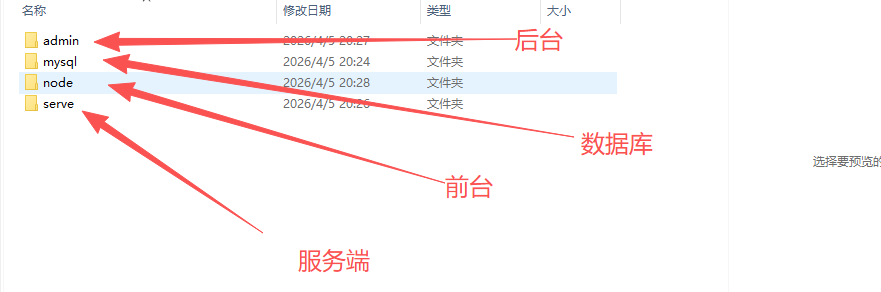 名称 修改日期 类型 大小
admin 2026/4/5 20:27 文件夹 后台
mysql 2026/4/5 20:24 文件夹
node 2026/4/5 20:28 文件夹
serve 2026/4/5 20:26 文件夹
数据库
选择要预览的
前台
服务端